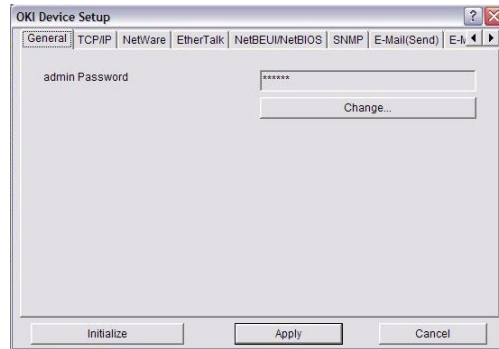 OKI Device Setup
General TCP/IP NetWare EtherTalk NetBEUI/NetBIOS SNMP E-Mail(Send)
admin Password ******
Change...
Initialize Apply Cancel